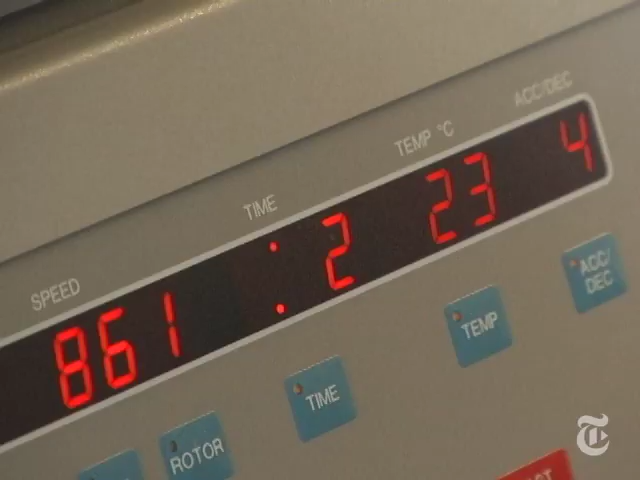 SPEED TIME TEMP °C ACC/DEC
861 : 2 23 4
ROTOR TIME TEMP ACC/
DEC
T